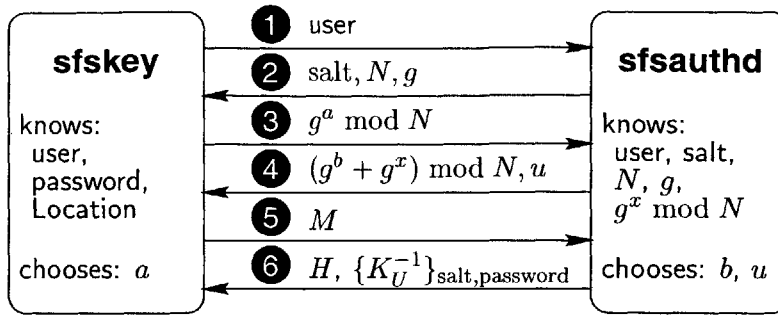 sfskey
knows:
user,
password,
Location
chooses: a
1 user
2 salt, N, g
3 g^a mod N
4 (g^b + g^x) mod N, u
5 M
6 H, {K_U^{-1}}_{salt,password}
sfsauthd
knows:
user, salt,
N, g,
g^x mod N
chooses: b, u